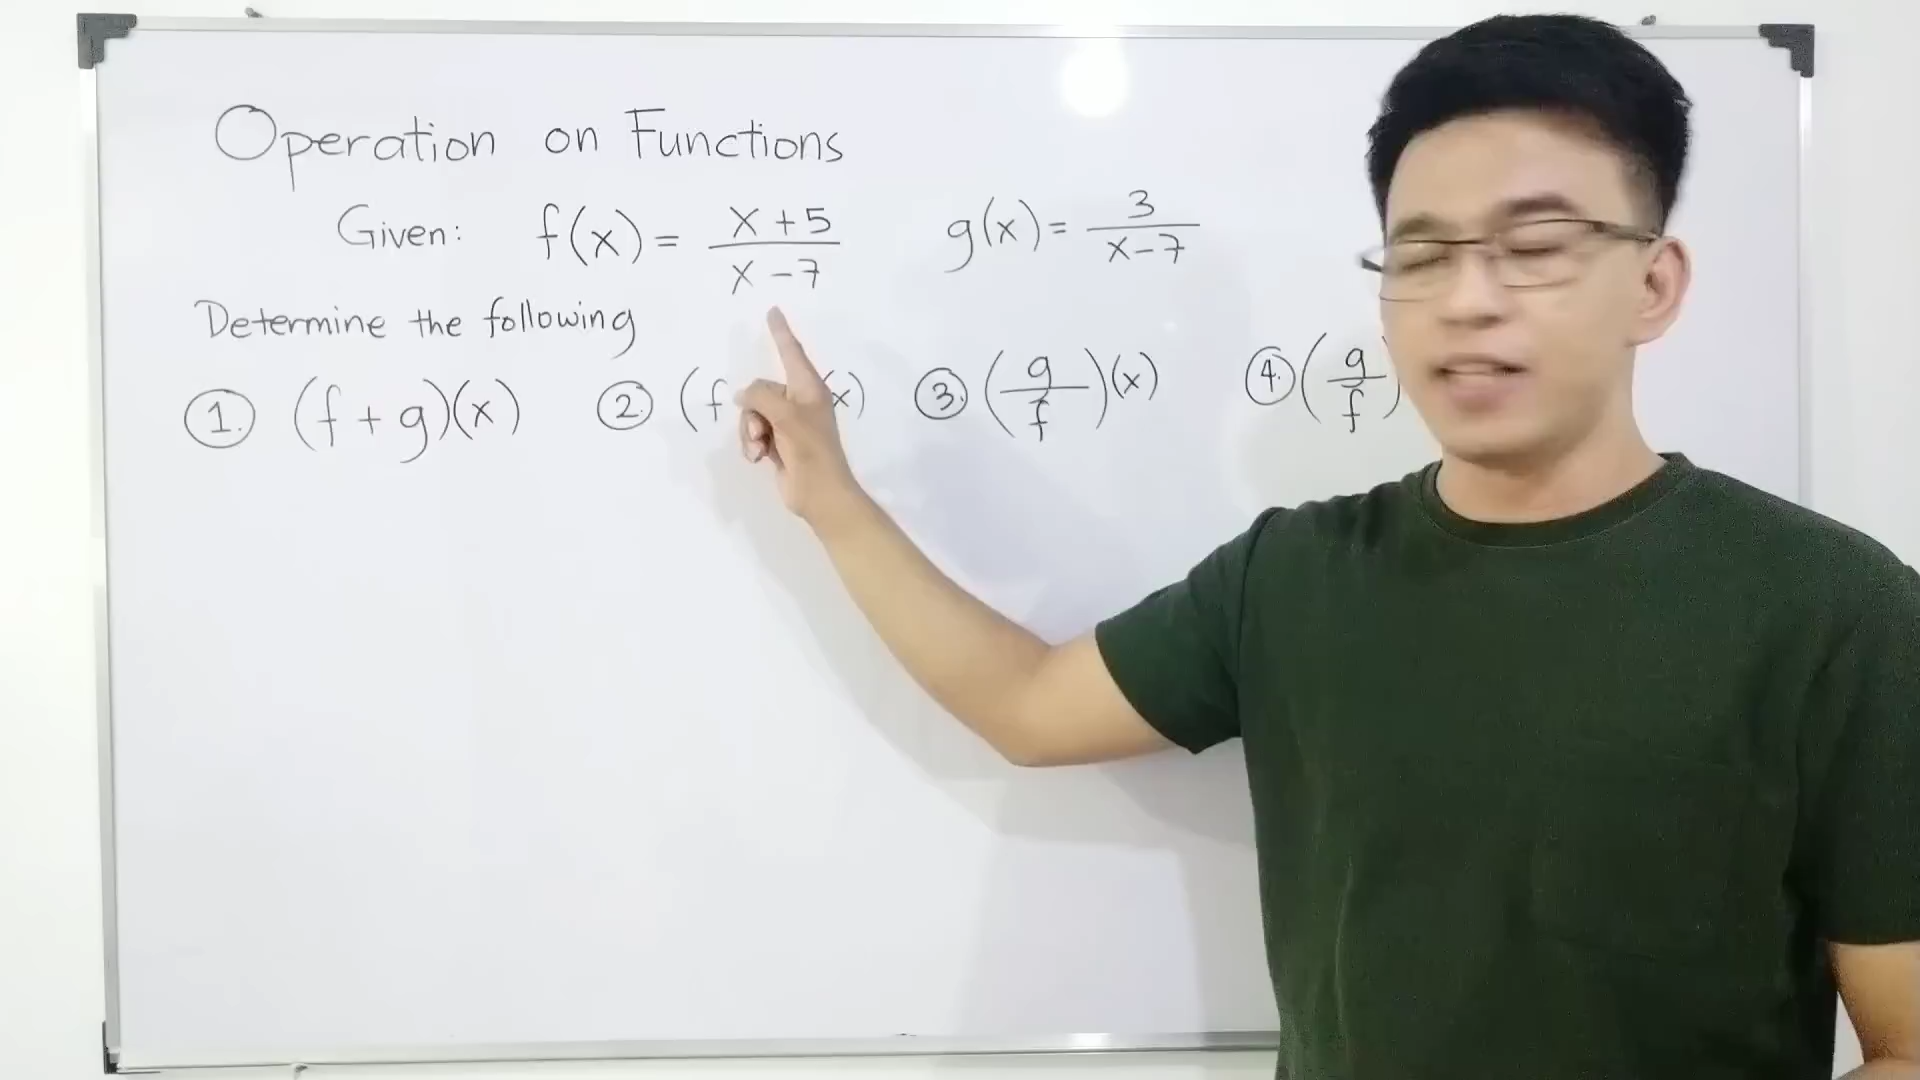 Operation on Functions
Given: f(x) = x + 5 / x - 7 g(x) = 3 / x - 7
Determine the following
1. (f + g)(x) 2. (f (x) 3. (g / f)(x) 4. (g / f)